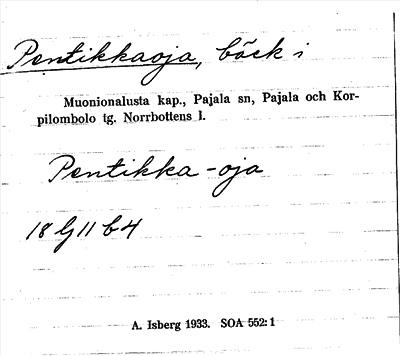 Pentikkaoja, bäck i
Muonionalusta kap., Pajala sn, Pajala och Kor-
pilombolo tg. Norrbottens l.
Pentikka-oja
18 G 11 b 4
A. Isberg 1933. SOA 552: 1